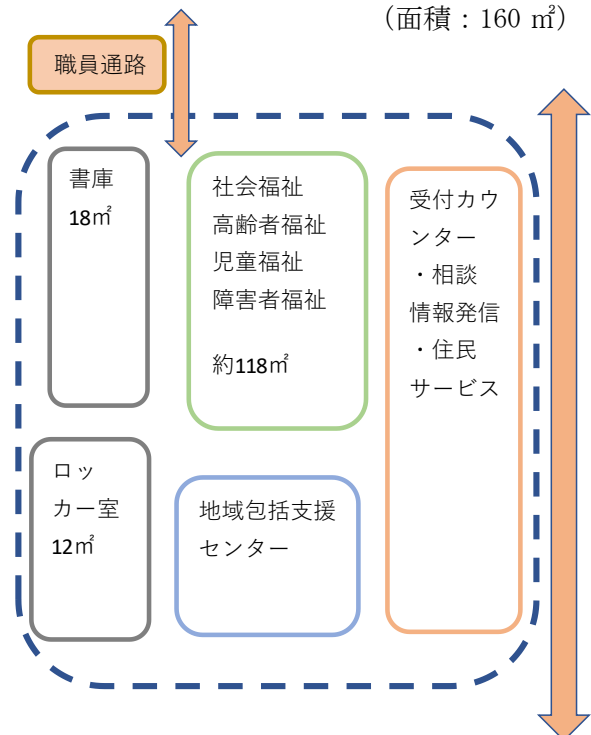 (面積：160 ㎡)
職員通路
書庫
18㎡
社会福祉
高齢者福祉
児童福祉
障害者福祉
約118㎡
受付カウ
ンター
・相談
情報発信
・住民
サービス
ロッ
カー室
12㎡
地域包括支援
センター